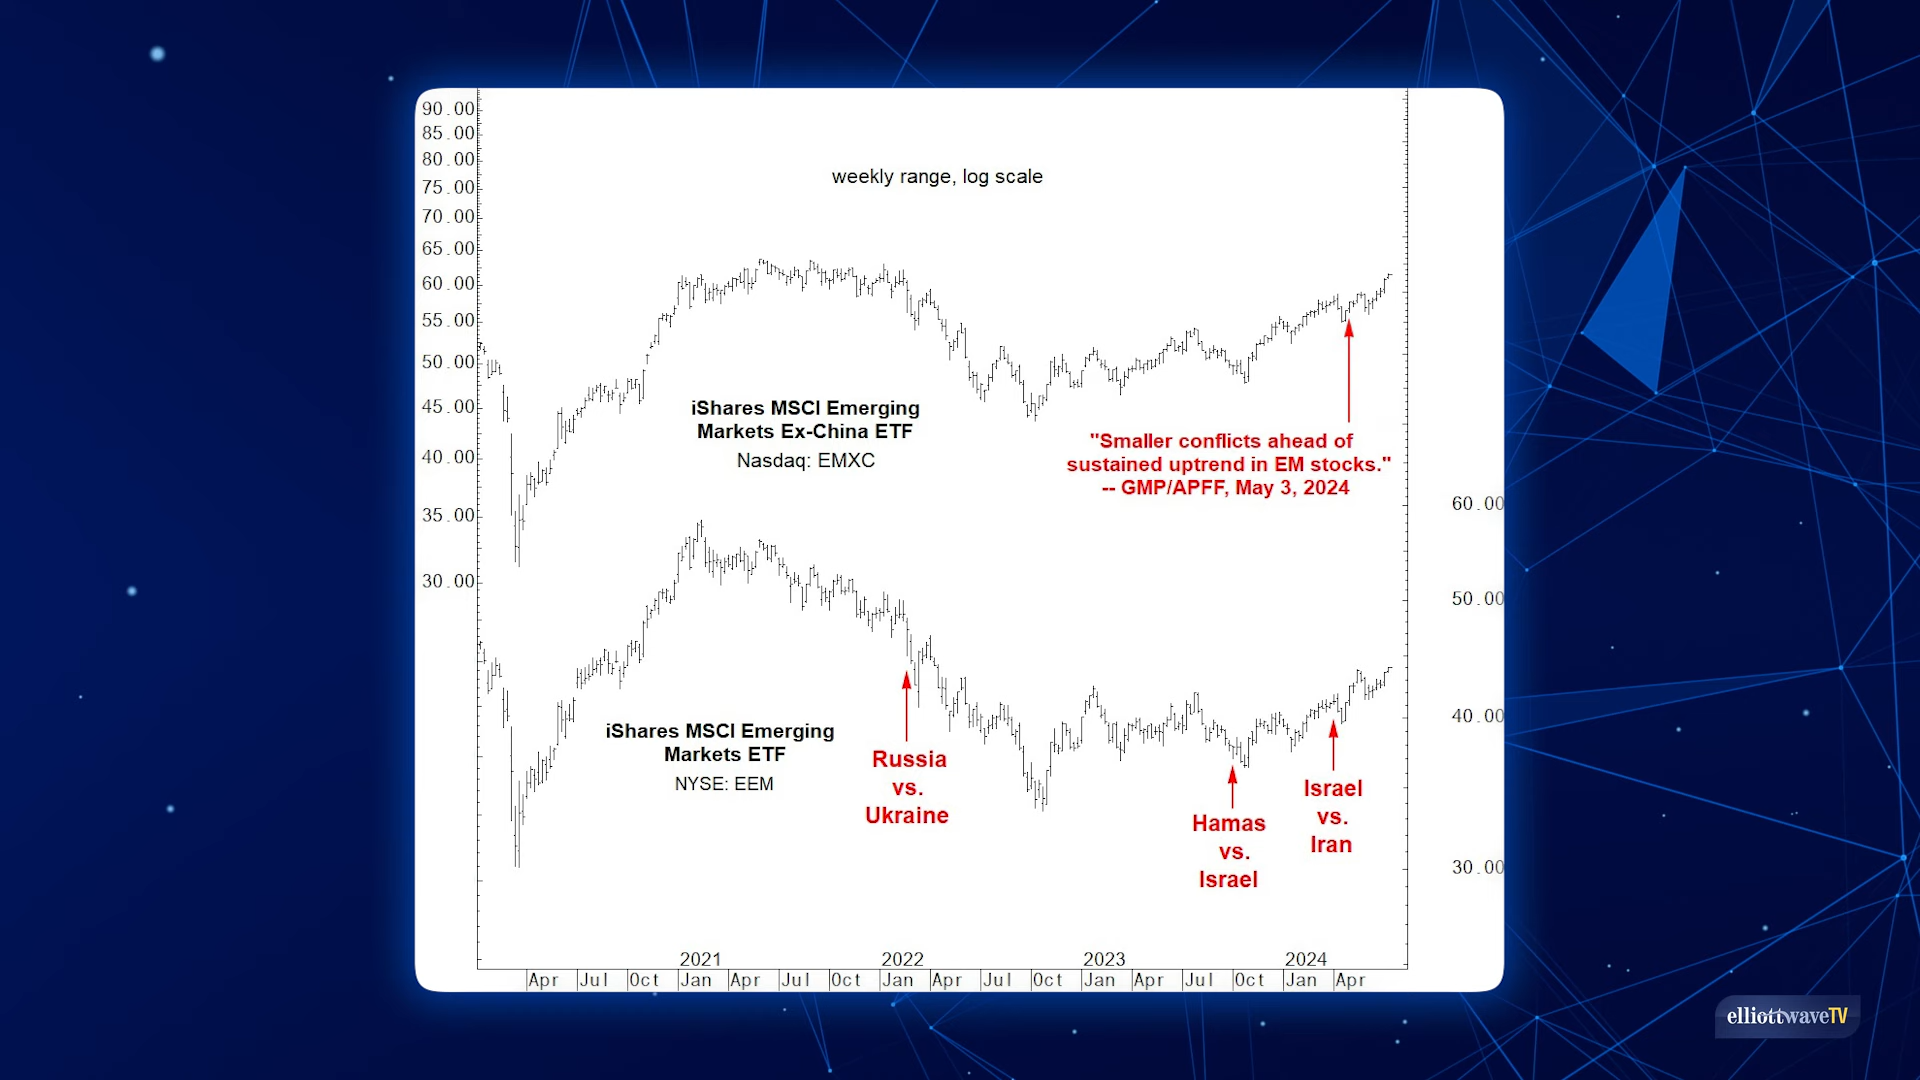 90.00
85.00
80.00
75.00
70.00
65.00
60.00
55.00
50.00
45.00
40.00
35.00
30.00
weekly range, log scale
iShares MSCI Emerging
Markets Ex-China ETF
Nasdaq: EMXC
"Smaller conflicts ahead of
sustained uptrend in EM stocks."
-- GMP/APFF, May 3, 2024
60.00
50.00
40.00
30.00
iShares MSCI Emerging
Markets ETF
NYSE: EEM
Russia
vs.
Ukraine
Hamas
vs.
Israel
Israel
vs.
Iran
2021 2022 2023 2024
Apr Jul Oct Jan Apr Jul Oct Jan Apr Jul Oct Jan Apr Jul Oct Jan Apr
elliottwaveTV